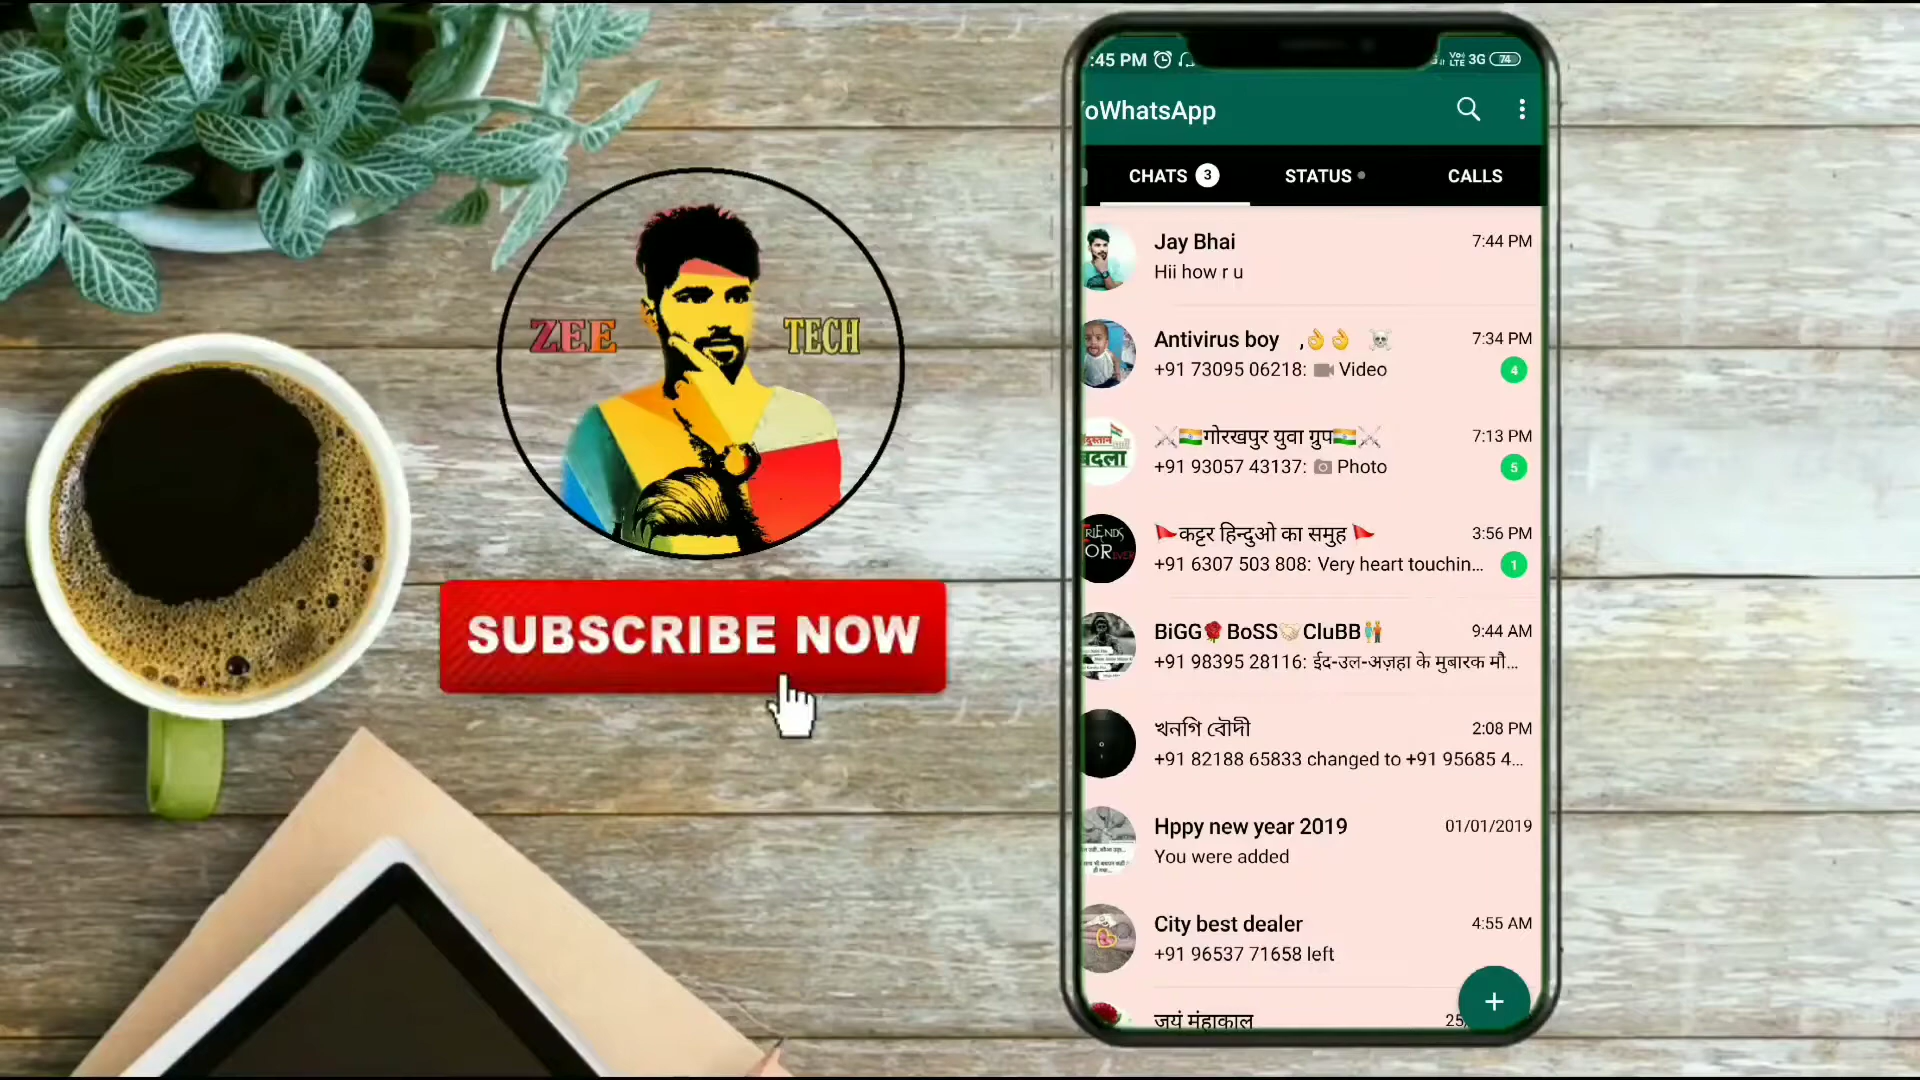 ZEE
TECH
SUBSCRIBE NOW
:45 PM
3G 74
oWhatsApp
CHATS 3
STATUS
CALLS
Jay Bhai
7:44 PM
Hii how r u
Antivirus boy ,👌👌 ☠
7:34 PM
+91 73095 06218: Video
4
⚔🇮🇳गोरखपुर युवा ग्रुप🇮🇳⚔
7:13 PM
+91 93057 43137: Photo
5
🚩कट्टर हिन्दुओ का समुह🚩
3:56 PM
+91 6307 503 808: Very heart touchin...
1
BiGG🌹BoSS🤝CluBB👬
9:44 AM
+91 98395 28116: ईद-उल-अज़हा के मुबारक मौ...
খনগি বৌদী
2:08 PM
+91 82188 65833 changed to +91 95685 4...
Hppy new year 2019
01/01/2019
You were added
City best dealer
4:55 AM
+91 96537 71658 left
जयं मंहाकाल
25